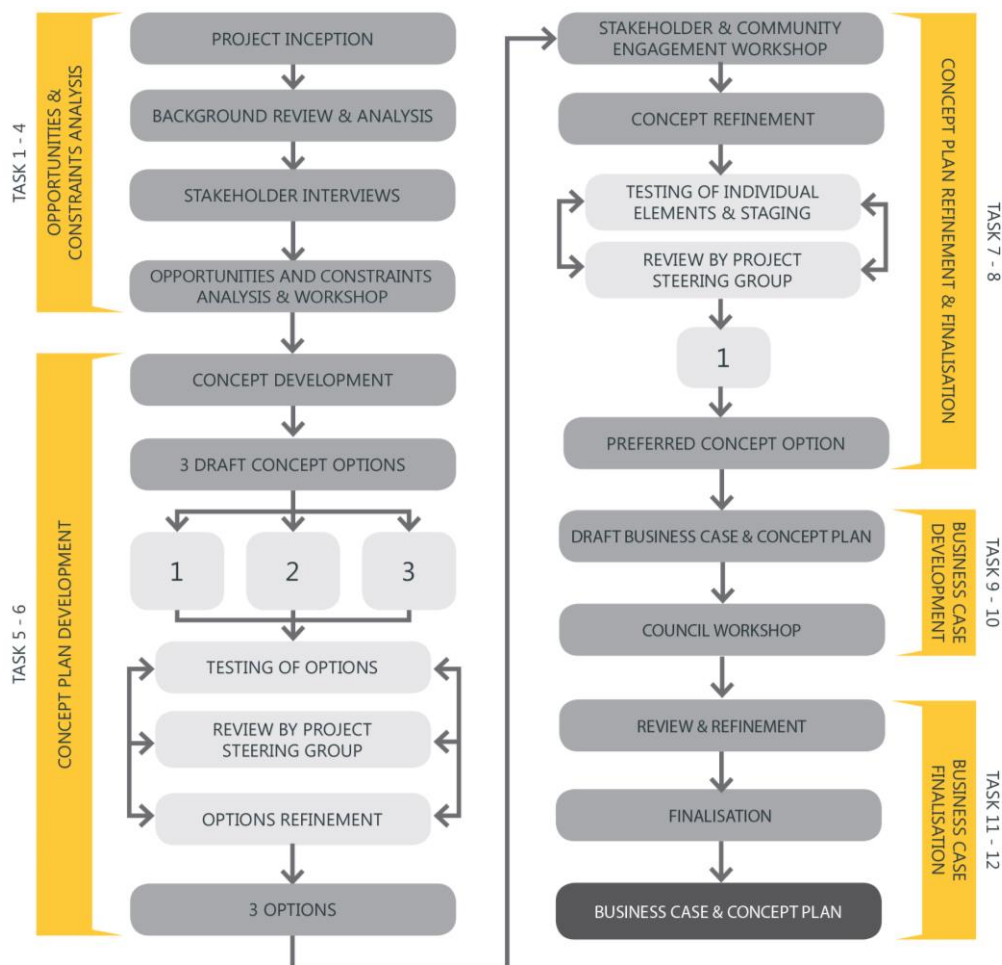 PROJECT INCEPTION
BACKGROUND REVIEW & ANALYSIS
STAKEHOLDER INTERVIEWS
OPPORTUNITIES AND CONSTRAINTS
ANALYSIS & WORKSHOP
TASK 1 - 4
OPPORTUNITIES &
CONSTRAINTS ANALYSIS
CONCEPT DEVELOPMENT
3 DRAFT CONCEPT OPTIONS
1
2
3
TESTING OF OPTIONS
REVIEW BY PROJECT
STEERING GROUP
OPTIONS REFINEMENT
3 OPTIONS
TASK 5 - 6
CONCEPT PLAN DEVELOPMENT
STAKEHOLDER & COMMUNITY
ENGAGEMENT WORKSHOP
CONCEPT REFINEMENT
TESTING OF INDIVIDUAL
ELEMENTS & STAGING
REVIEW BY PROJECT
STEERING GROUP
1
PREFERRED CONCEPT OPTION
TASK 7 - 8
CONCEPT PLAN REFINEMENT & FINALISATION
DRAFT BUSINESS CASE & CONCEPT PLAN
COUNCIL WORKSHOP
TASK 9 - 10
BUSINESS CASE
DEVELOPMENT
REVIEW & REFINEMENT
FINALISATION
BUSINESS CASE & CONCEPT PLAN
TASK 11 - 12
BUSINESS CASE
FINALISATION